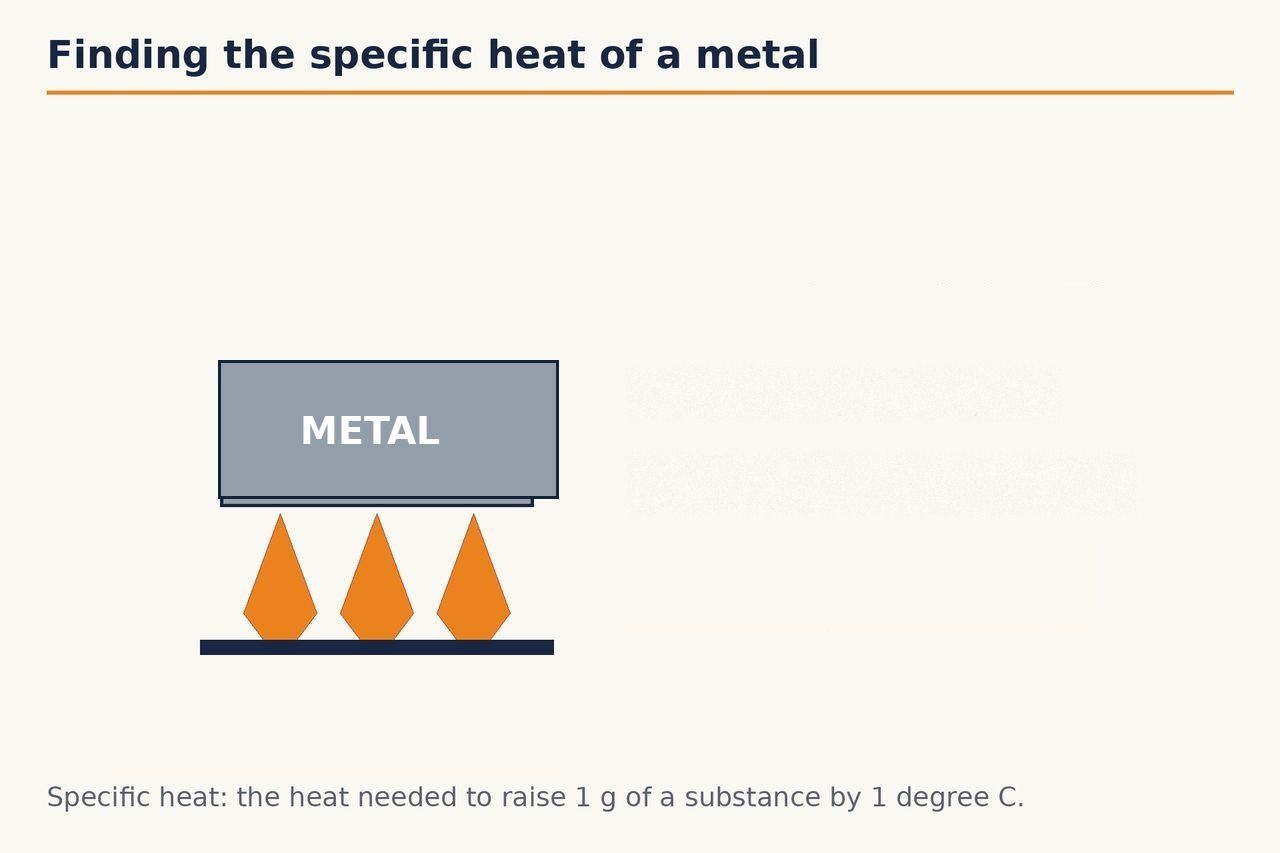 Finding the specific heat of a metal
METAL
Specific heat: the heat needed to raise 1 g of a substance by 1 degree C.